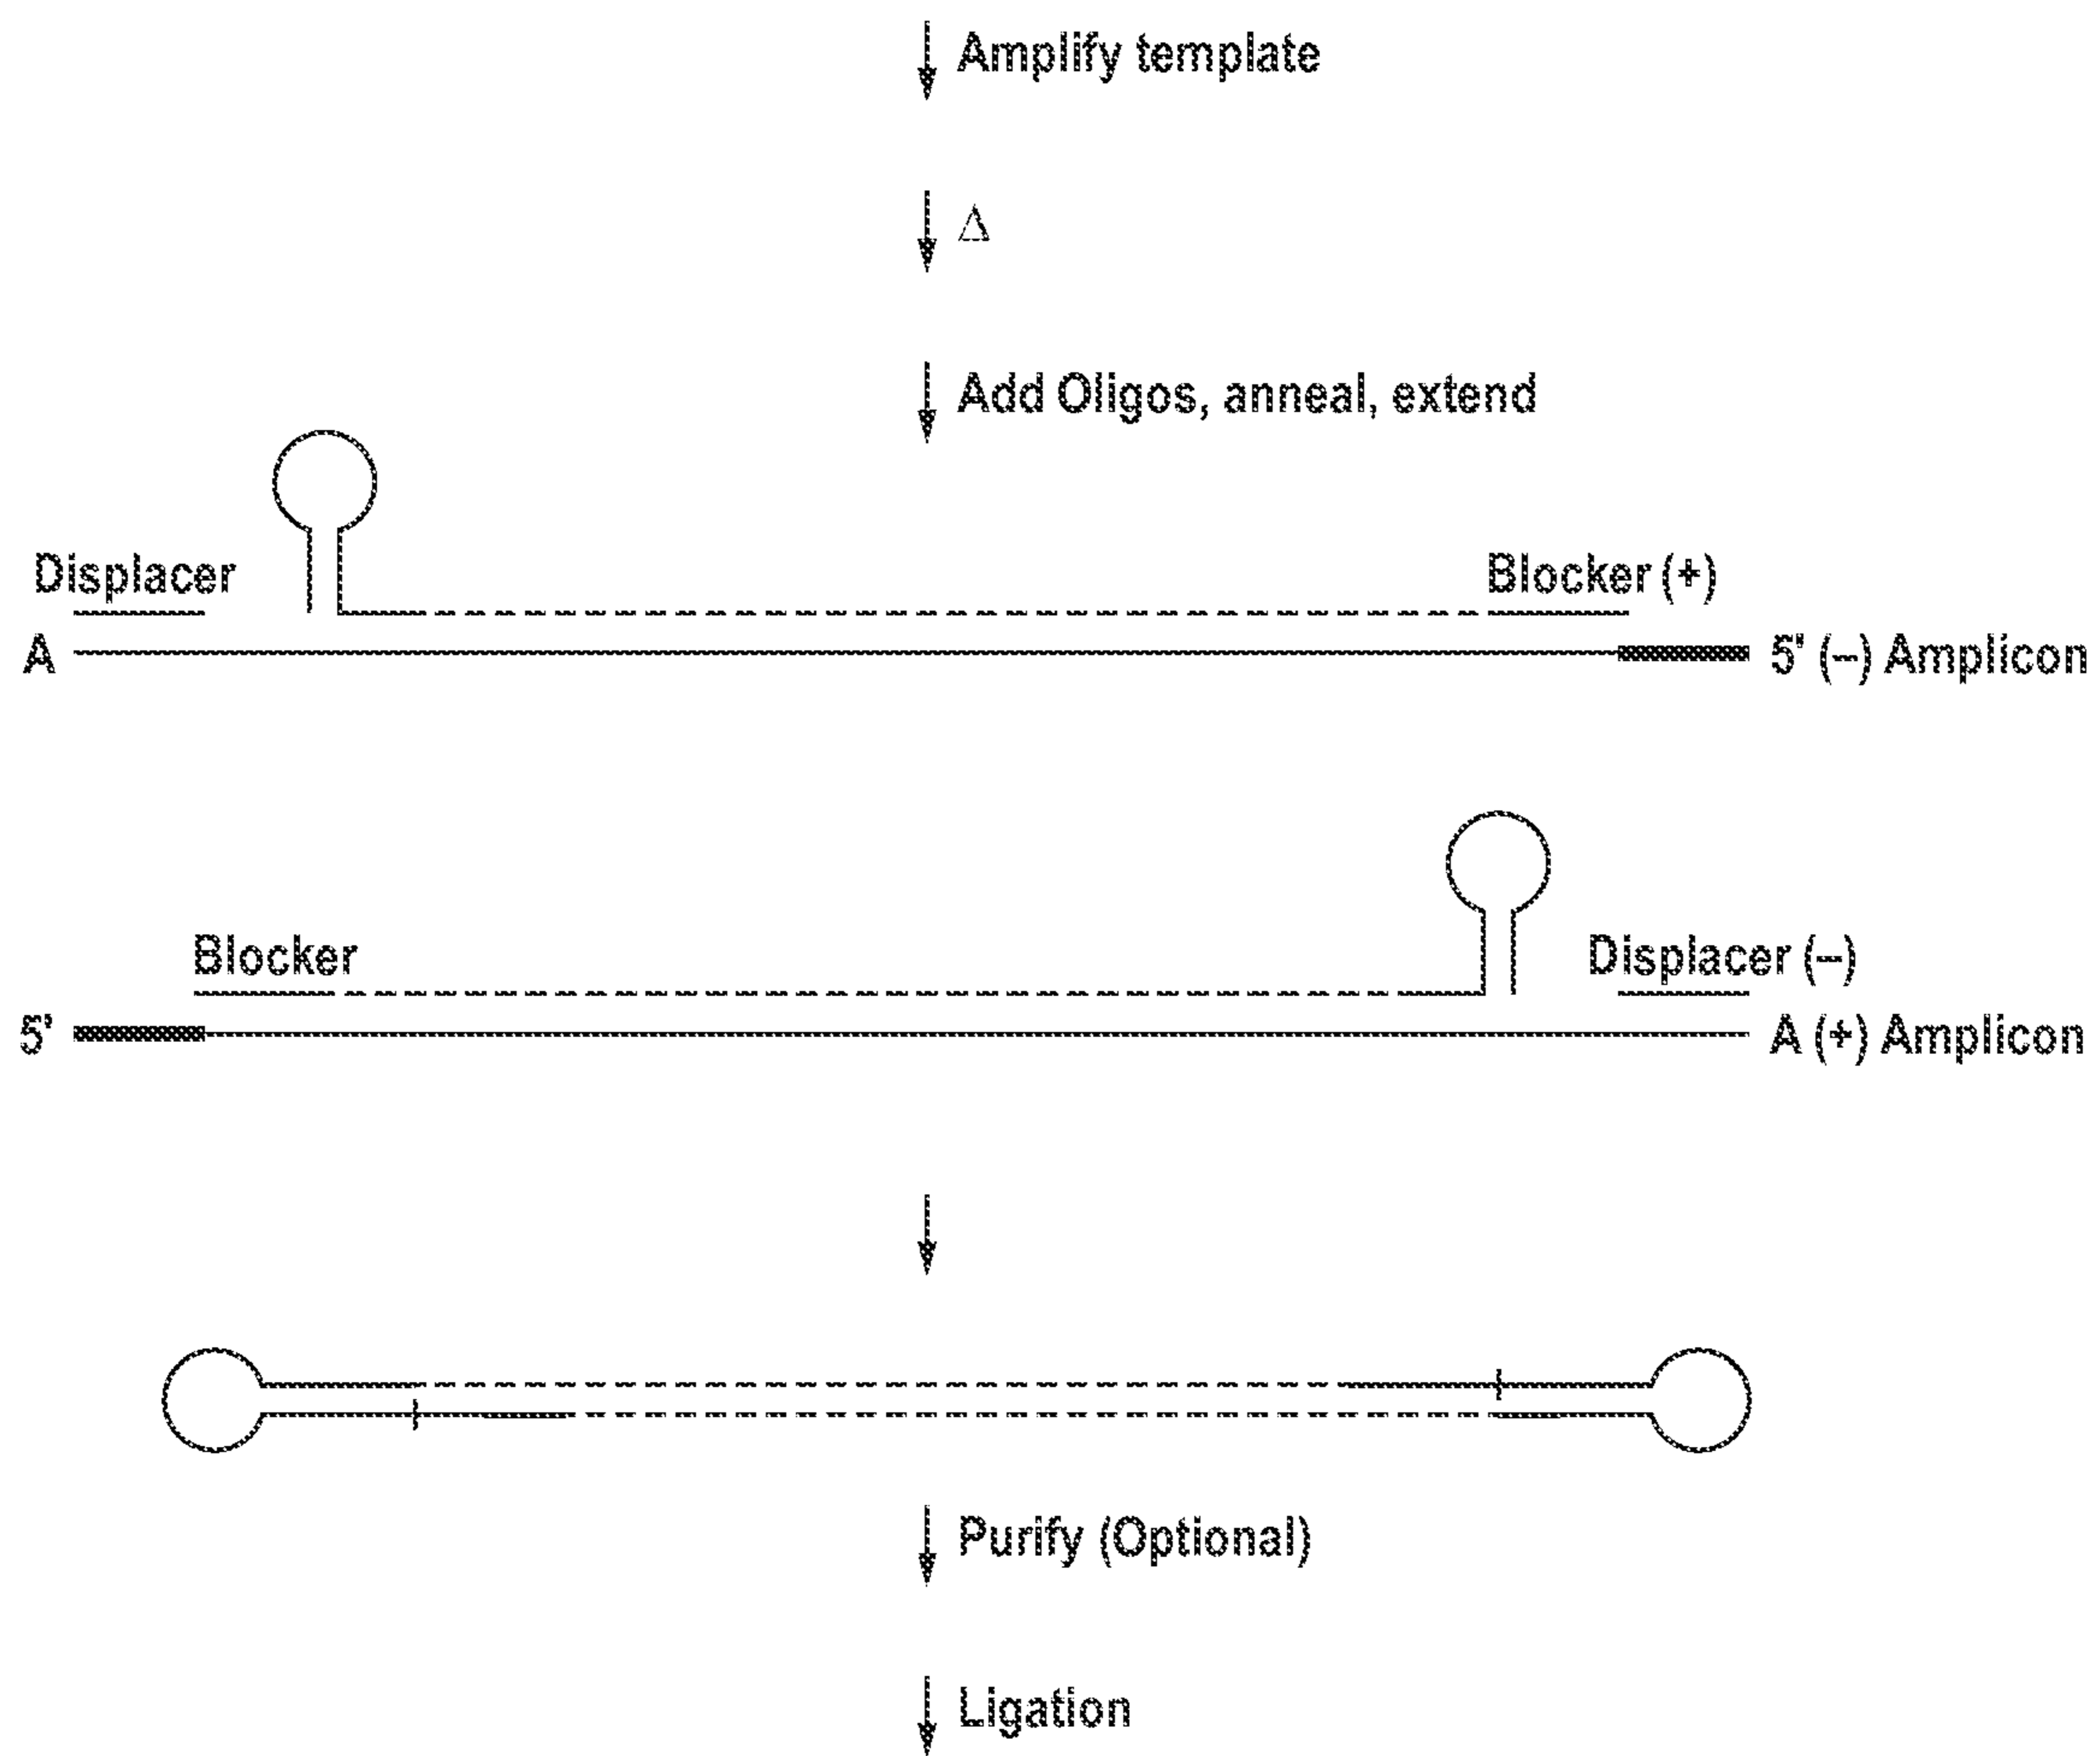 Amplify template
Δ
Add Oligos, anneal, extend
Displacer
Blocker (+)
A
5' (–) Amplicon
Blocker
Displacer (–)
5'
A (+) Amplicon
Purify (Optional)
Ligation